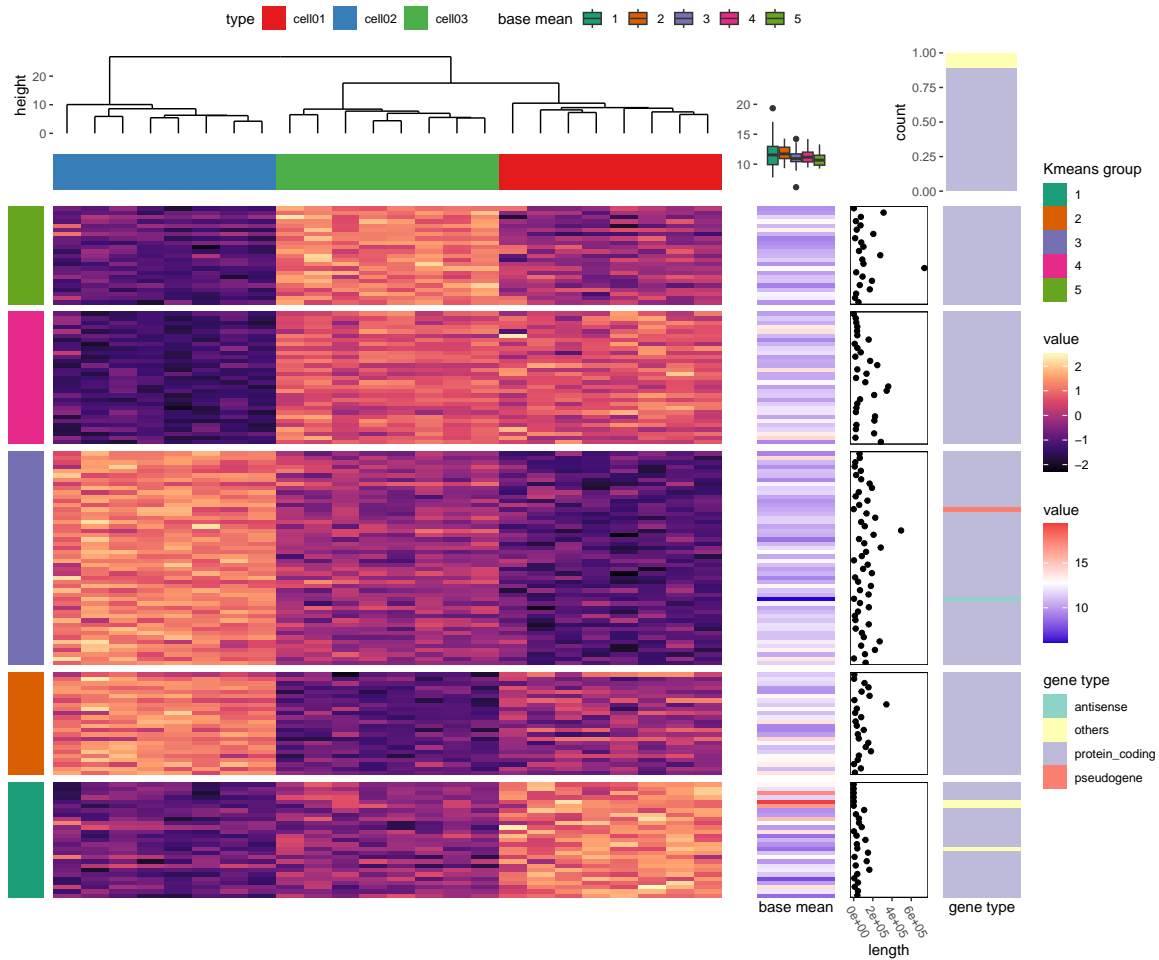 type cell01 cell02 cell03 base mean 1 2 3 4 5
height
20
10
0
20
15
10
count
1.00
0.75
0.50
0.25
0.00
Kmeans group
1
2
3
4
5
value
2
1
0
−1
−2
value
15
10
gene type
antisense
others
protein_coding
pseudogene
base mean
0e+00
2e+05
4e+05
6e+05
length
gene type